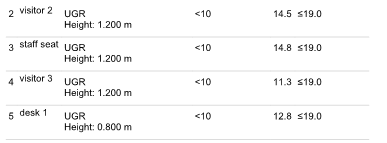 2 visitor 2 UGR <10 14.5 ≤19.0
Height: 1.200 m
3 staff seat UGR <10 14.8 ≤19.0
Height: 1.200 m
4 visitor 3 UGR <10 11.3 ≤19.0
Height: 1.200 m
5 desk 1 UGR <10 12.8 ≤19.0
Height: 0.800 m